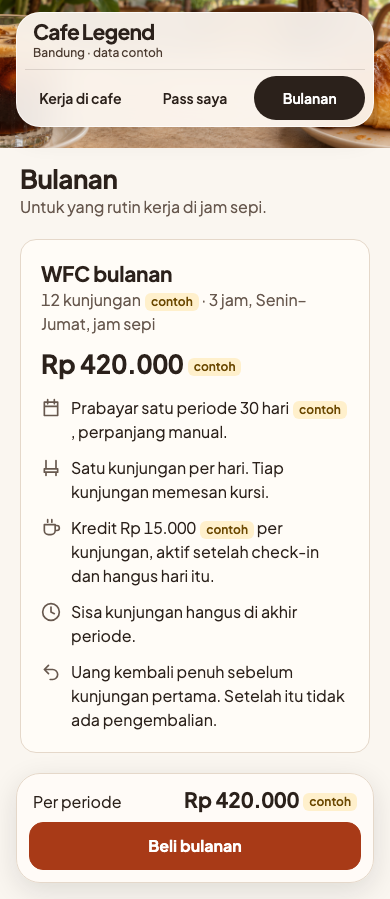 Cafe Legend
Bandung · data contoh
Kerja di cafe Pass saya Bulanan
Bulanan
Untuk yang rutin kerja di jam sepi.
WFC bulanan
12 kunjungan contoh · 3 jam, Senin–
Jumat, jam sepi
Rp 420.000 contoh
Prabayar satu periode 30 hari contoh
, perpanjang manual.
Satu kunjungan per hari. Tiap
kunjungan memesan kursi.
Kredit Rp 15.000 contoh per
kunjungan, aktif setelah check-in
dan hangus hari itu.
Sisa kunjungan hangus di akhir
periode.
Uang kembali penuh sebelum
kunjungan pertama. Setelah itu tidak
ada pengembalian.
Per periode Rp 420.000 contoh
Beli bulanan